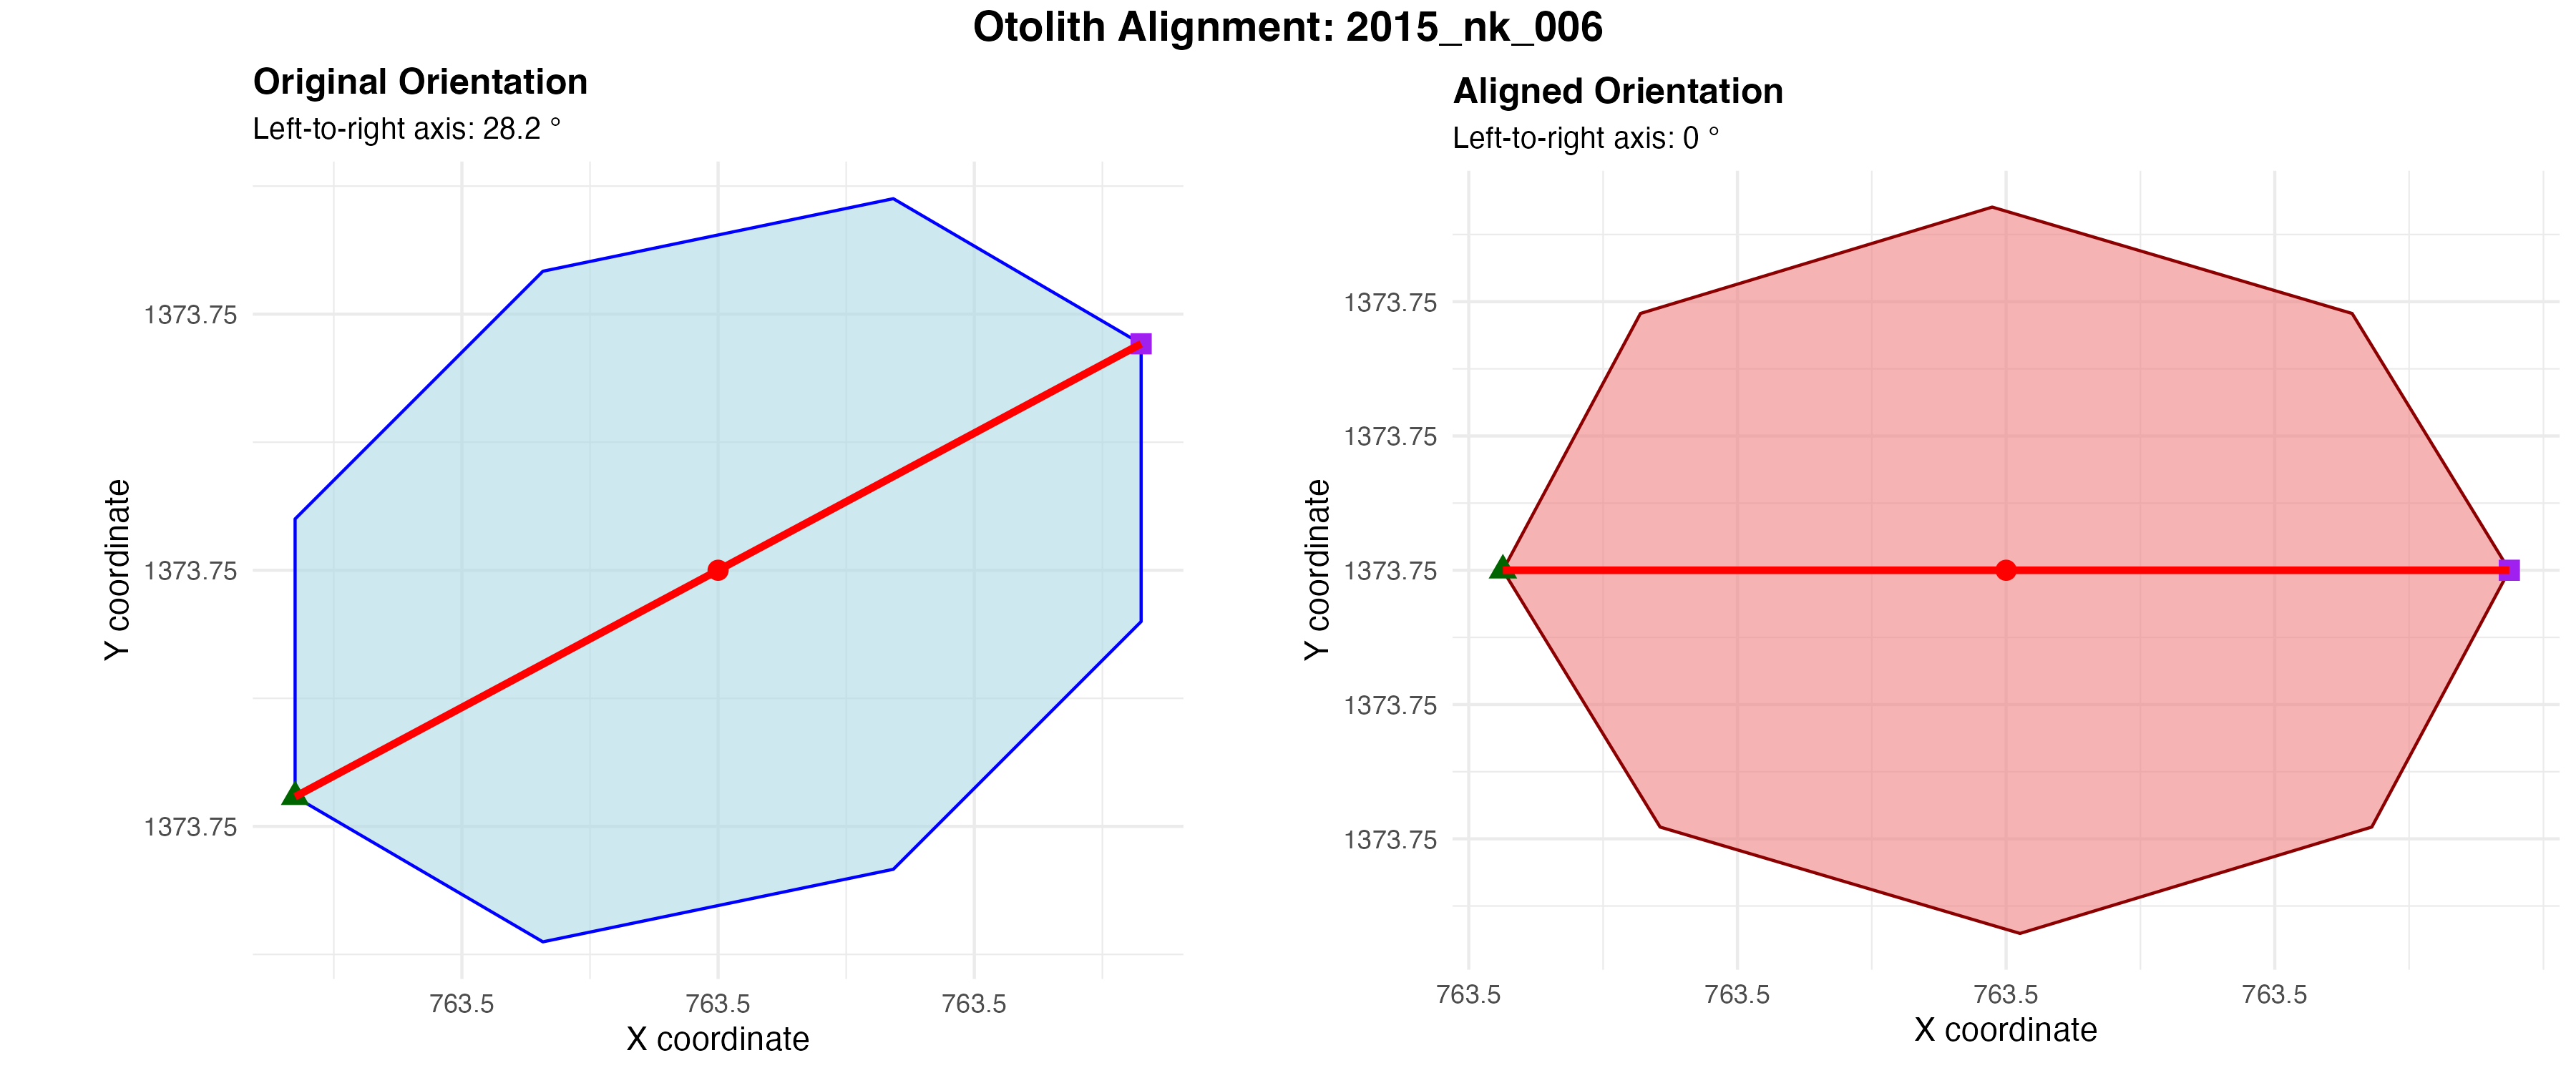 Otolith Alignment: 2015_nk_006
Original Orientation
Left-to-right axis: 28.2 °
1373.75
1373.75
1373.75
Y coordinate
763.5 763.5 763.5
X coordinate
Aligned Orientation
Left-to-right axis: 0 °
1373.75
1373.75
1373.75
1373.75
1373.75
Y coordinate
763.5 763.5 763.5 763.5
X coordinate